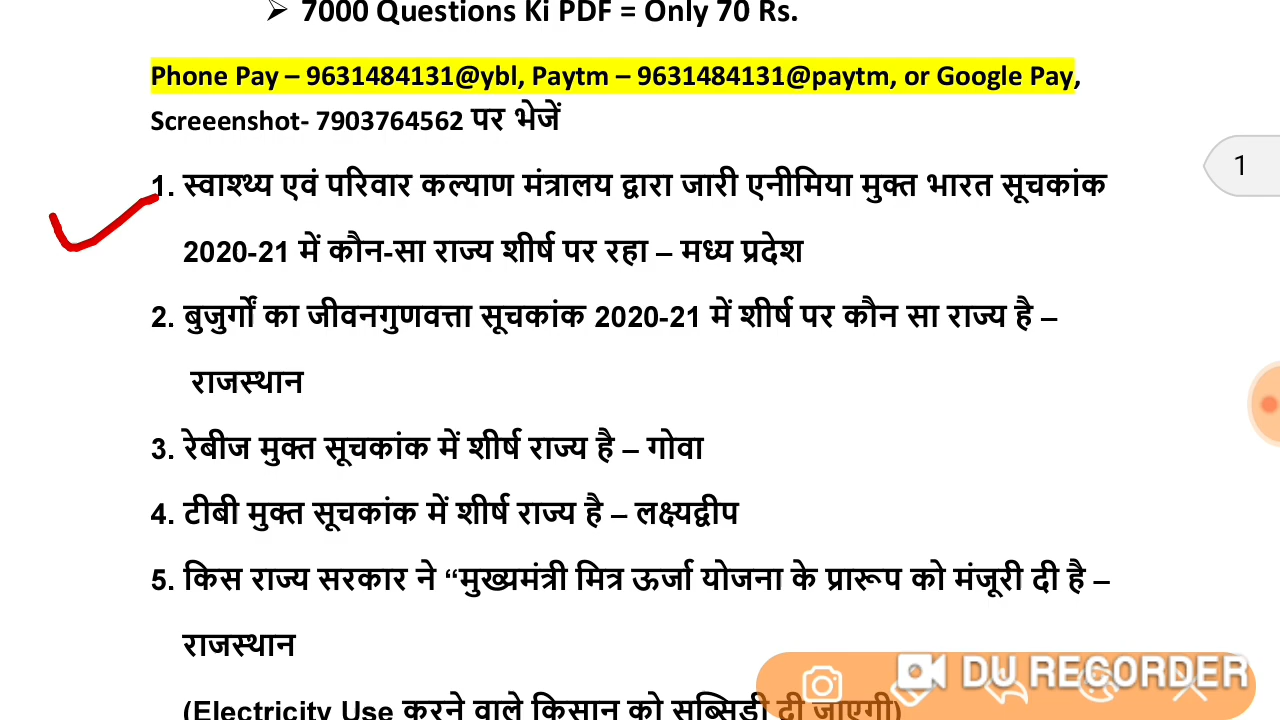 ➢ 7000 Questions Ki PDF = Only 70 Rs.
Phone Pay – 9631484131@ybl, Paytm – 9631484131@paytm, or Google Pay,
Screeenshot- 7903764562 पर भेजें
1. स्वाश्थ्य एवं परिवार कल्याण मंत्रालय द्वारा जारी एनीमिया मुक्त भारत सूचकांक
1
2020-21 में कौन-सा राज्य शीर्ष पर रहा – मध्य प्रदेश
2. बुजुर्गों का जीवनगुणवत्ता सूचकांक 2020-21 में शीर्ष पर कौन सा राज्य है –
राजस्थान
3. रेबीज मुक्त सूचकांक में शीर्ष राज्य है – गोवा
4. टीबी मुक्त सूचकांक में शीर्ष राज्य है – लक्ष्यद्वीप
5. किस राज्य सरकार ने “मुख्यमंत्री मित्र ऊर्जा योजना के प्रारूप को मंजूरी दी है –
राजस्थान
DU RECORDER
(Electricity Use करने वाले किसान को सब्सिडी दी जाएगी)